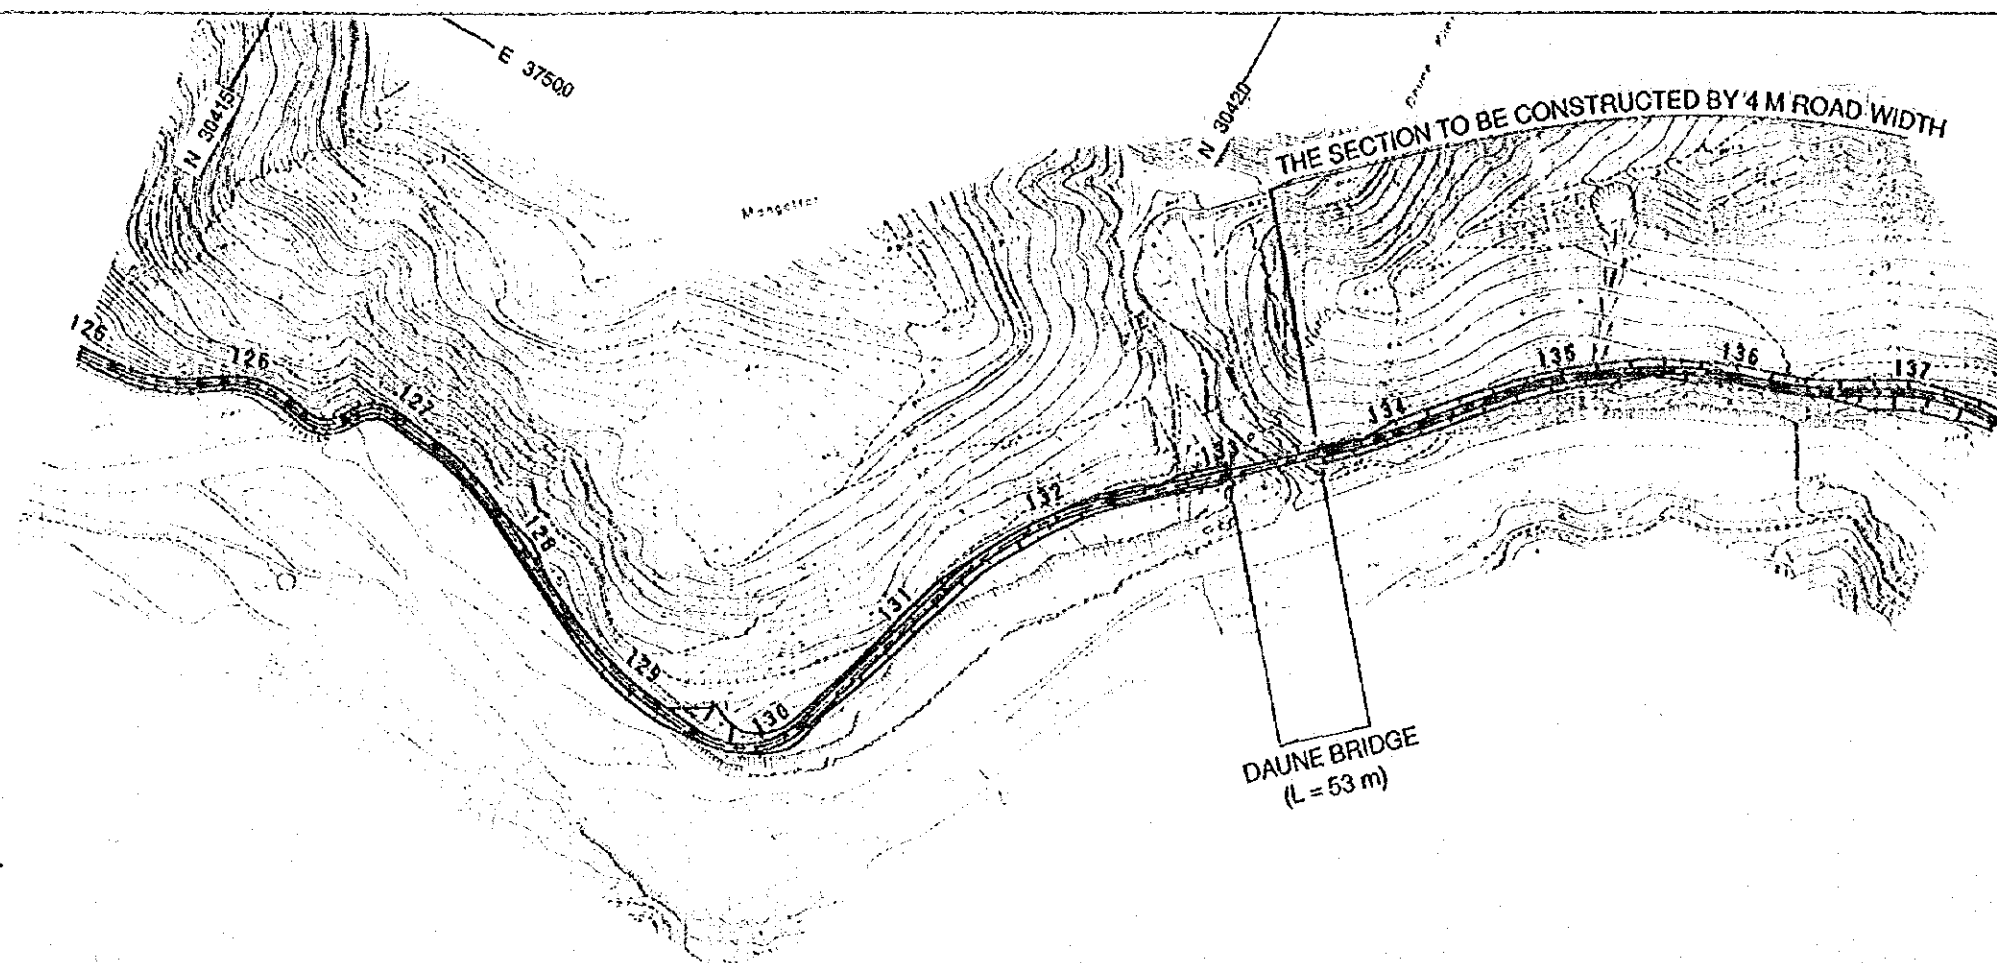 E 37500
N 30415
N 30420
THE SECTION TO BE CONSTRUCTED BY 4 M ROAD WIDTH
125
126
127
128
129
130
131
132
133
134
135
136
137
DAUNE BRIDGE
(L = 53 m)